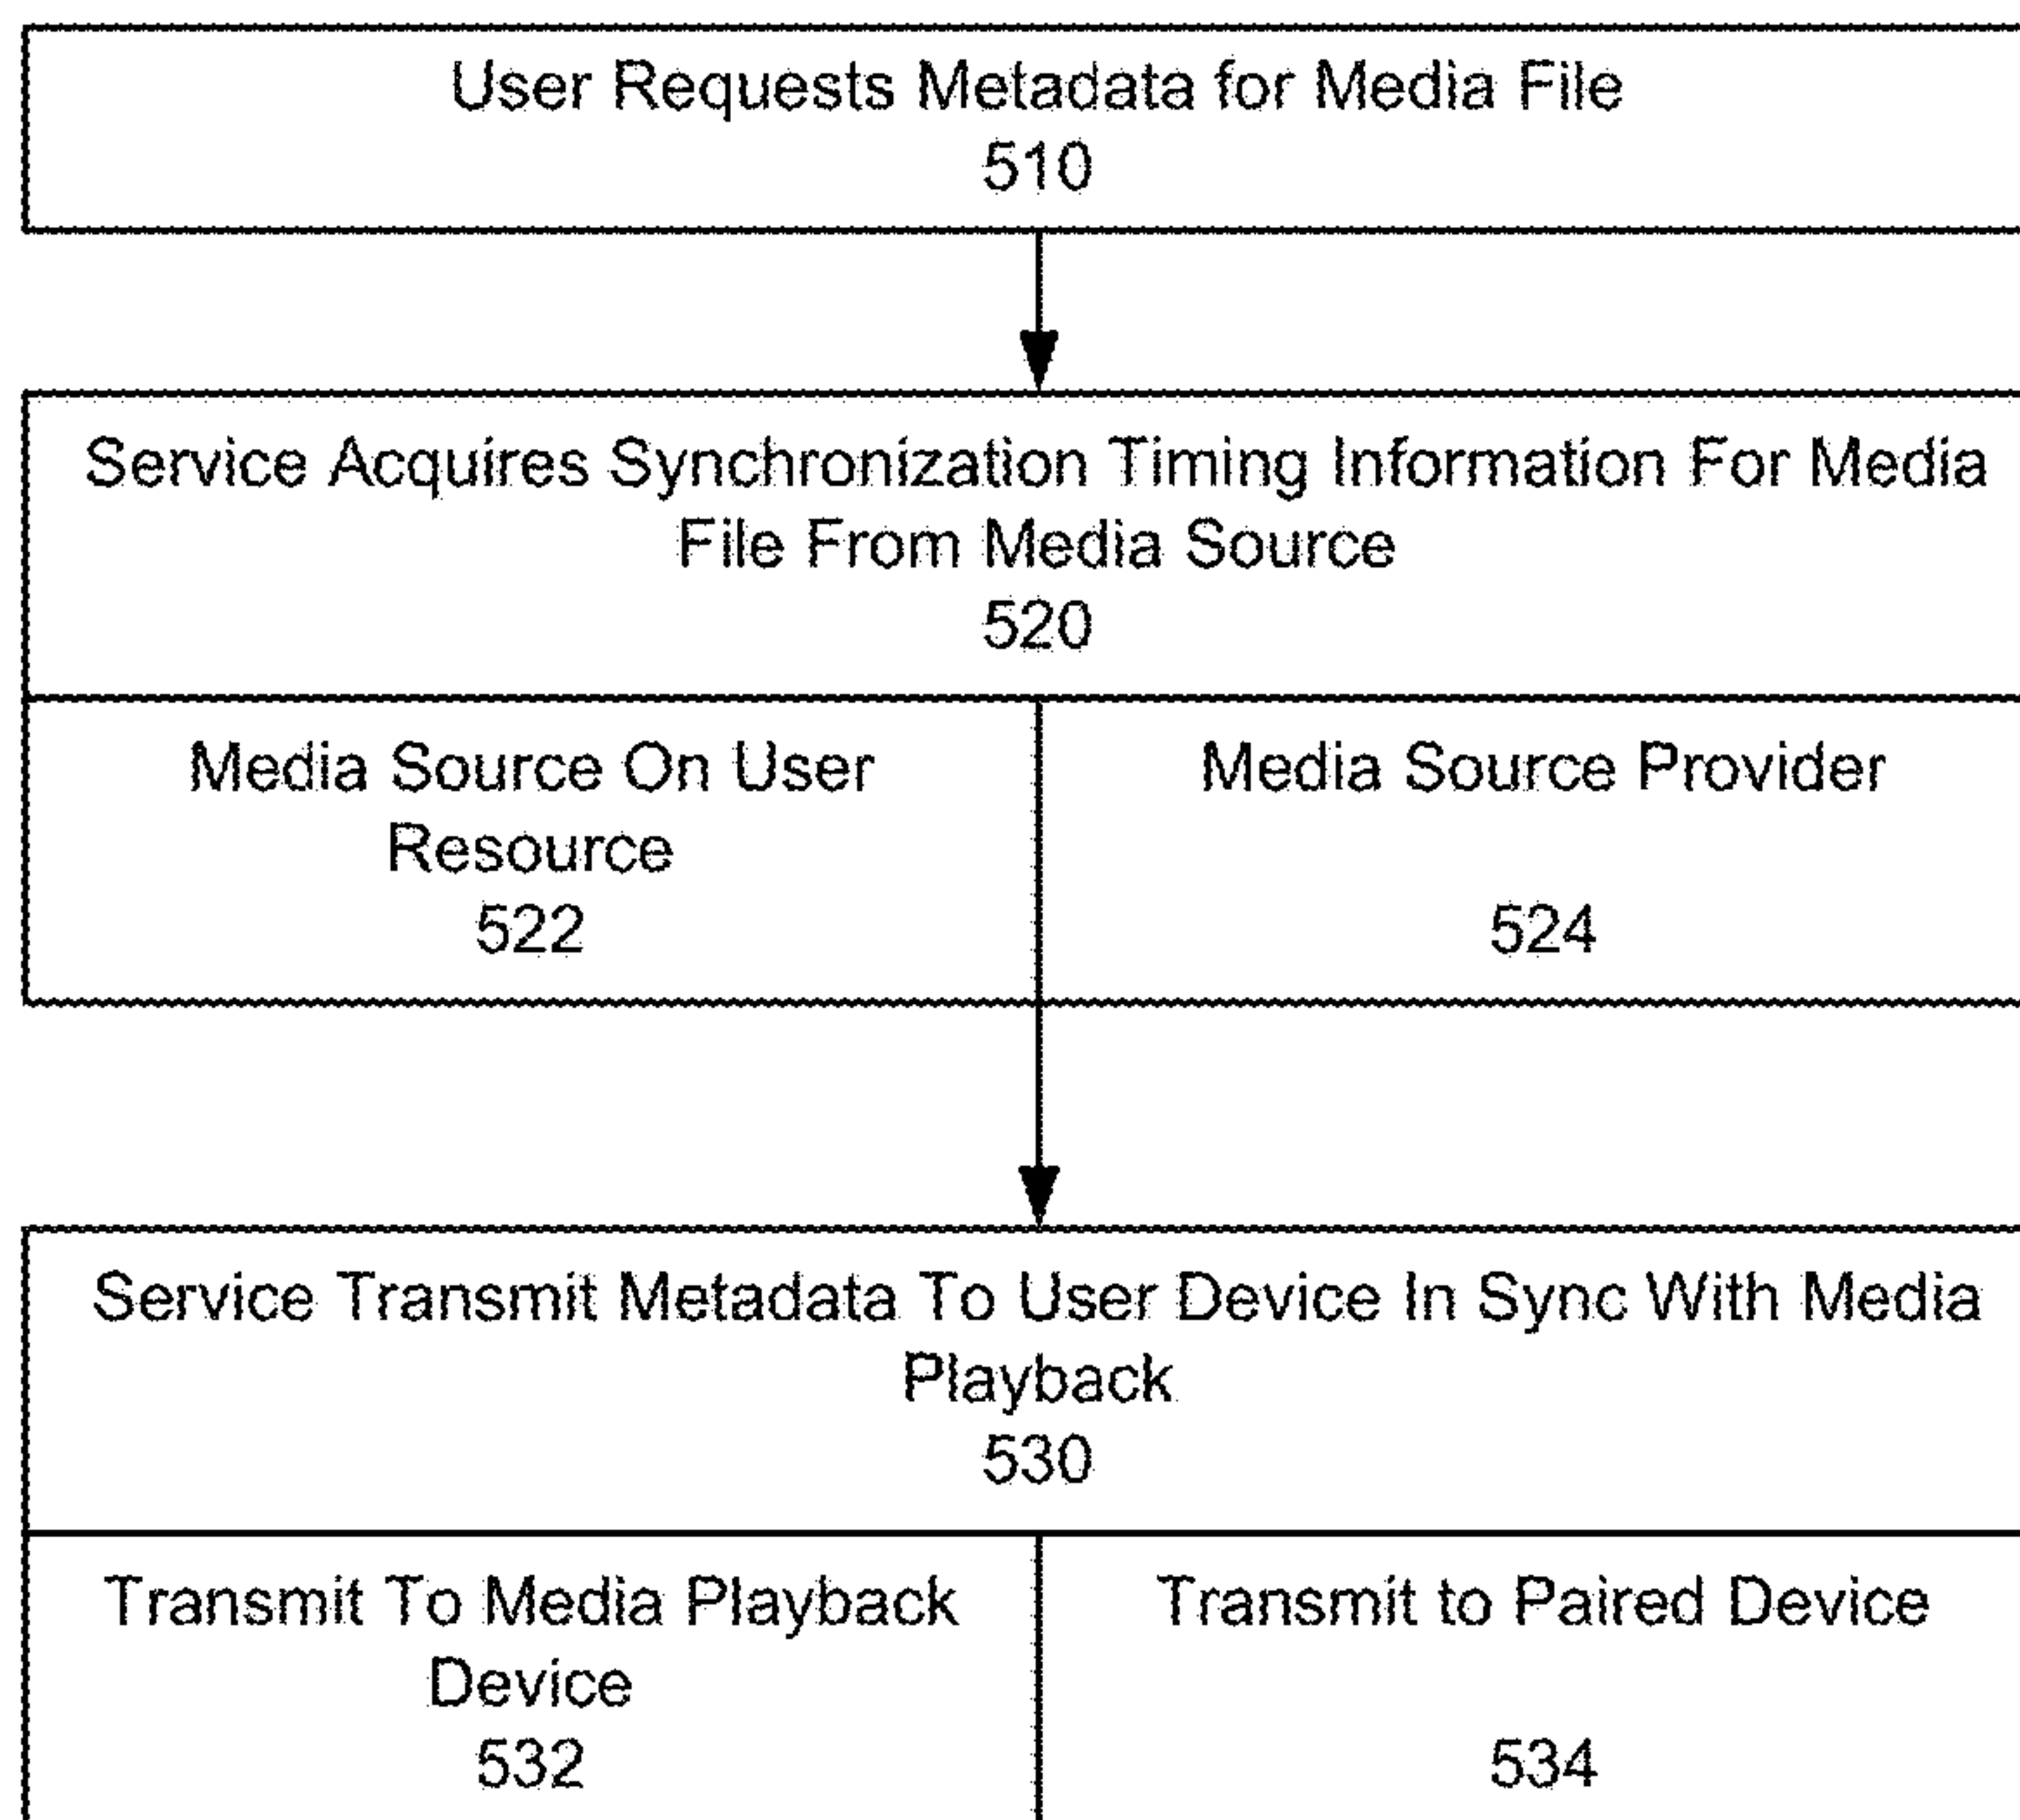 User Requests Metadata for Media File
510
Service Acquires Synchronization Timing Information For Media
File From Media Source
520
Media Source On User
Resource
522
Media Source Provider
524
Service Transmit Metadata To User Device In Sync With Media
Playback
530
Transmit To Media Playback
Device
532
Transmit to Paired Device
534